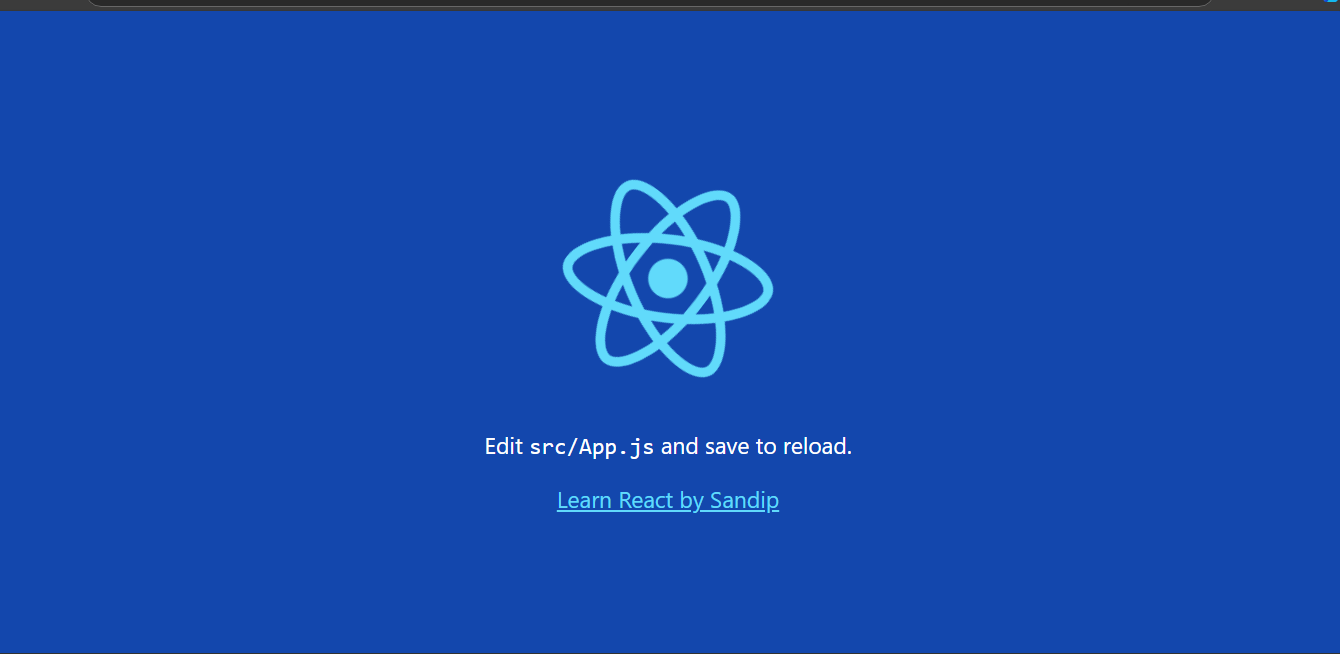 Edit src/App.js and save to reload.
Learn React by Sandip